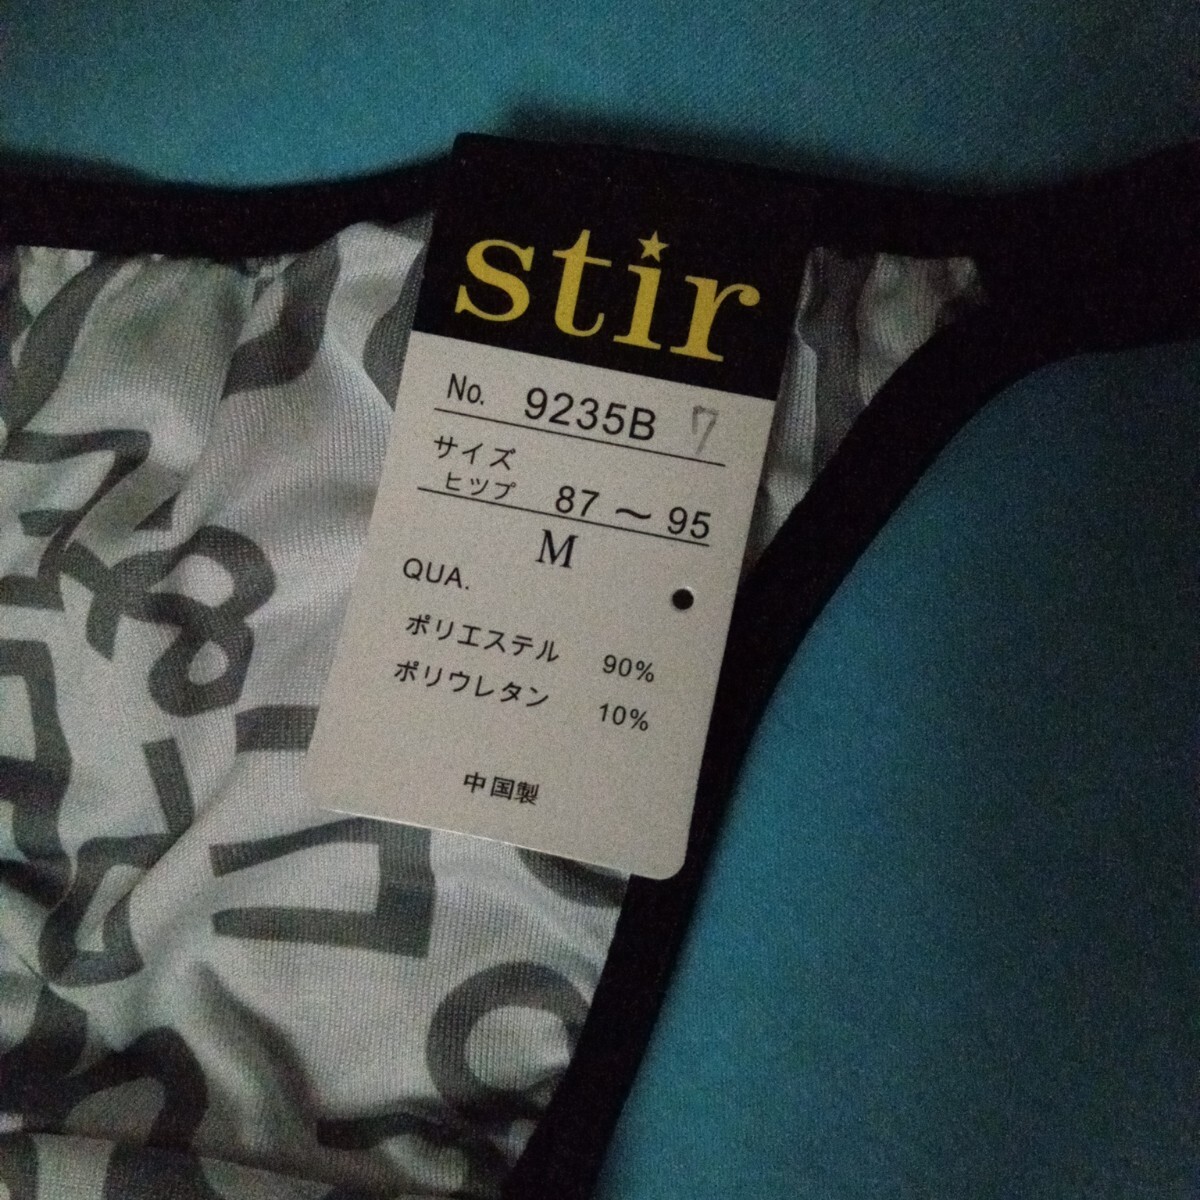 stir
No. 9235B 7
サイズ
ヒップ 87 ～ 95
M
QUA.
ポリエステル 90%
ポリウレタン 10%
中国製